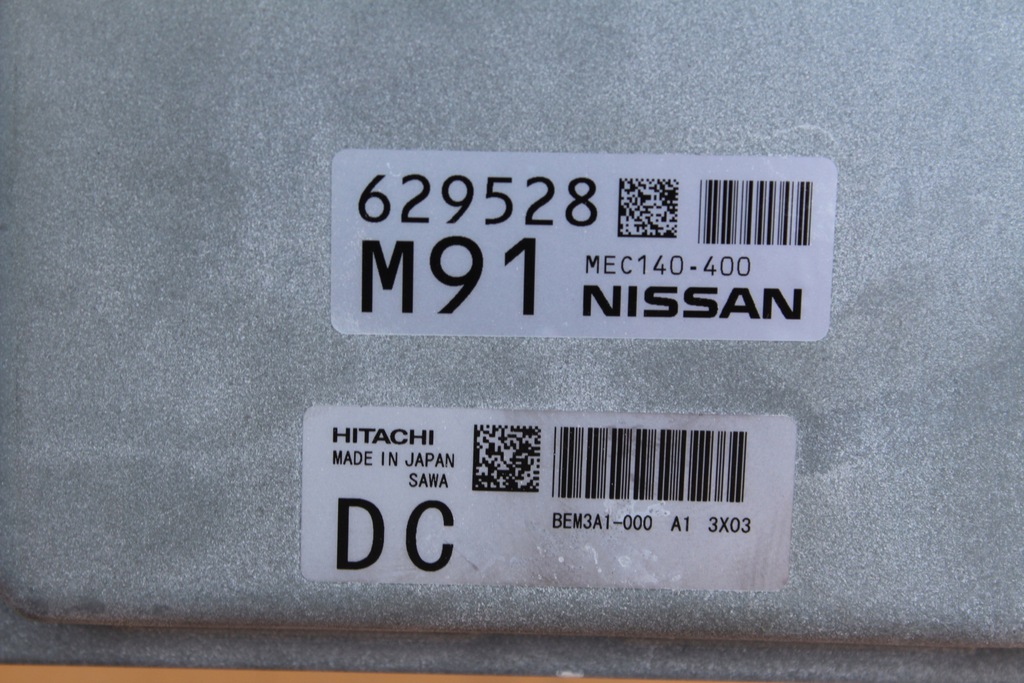 629528
M91
MEC140-400
NISSAN
HITACHI
MADE IN JAPAN
SAWA
DC
BEM3A1-000 A1 3X03